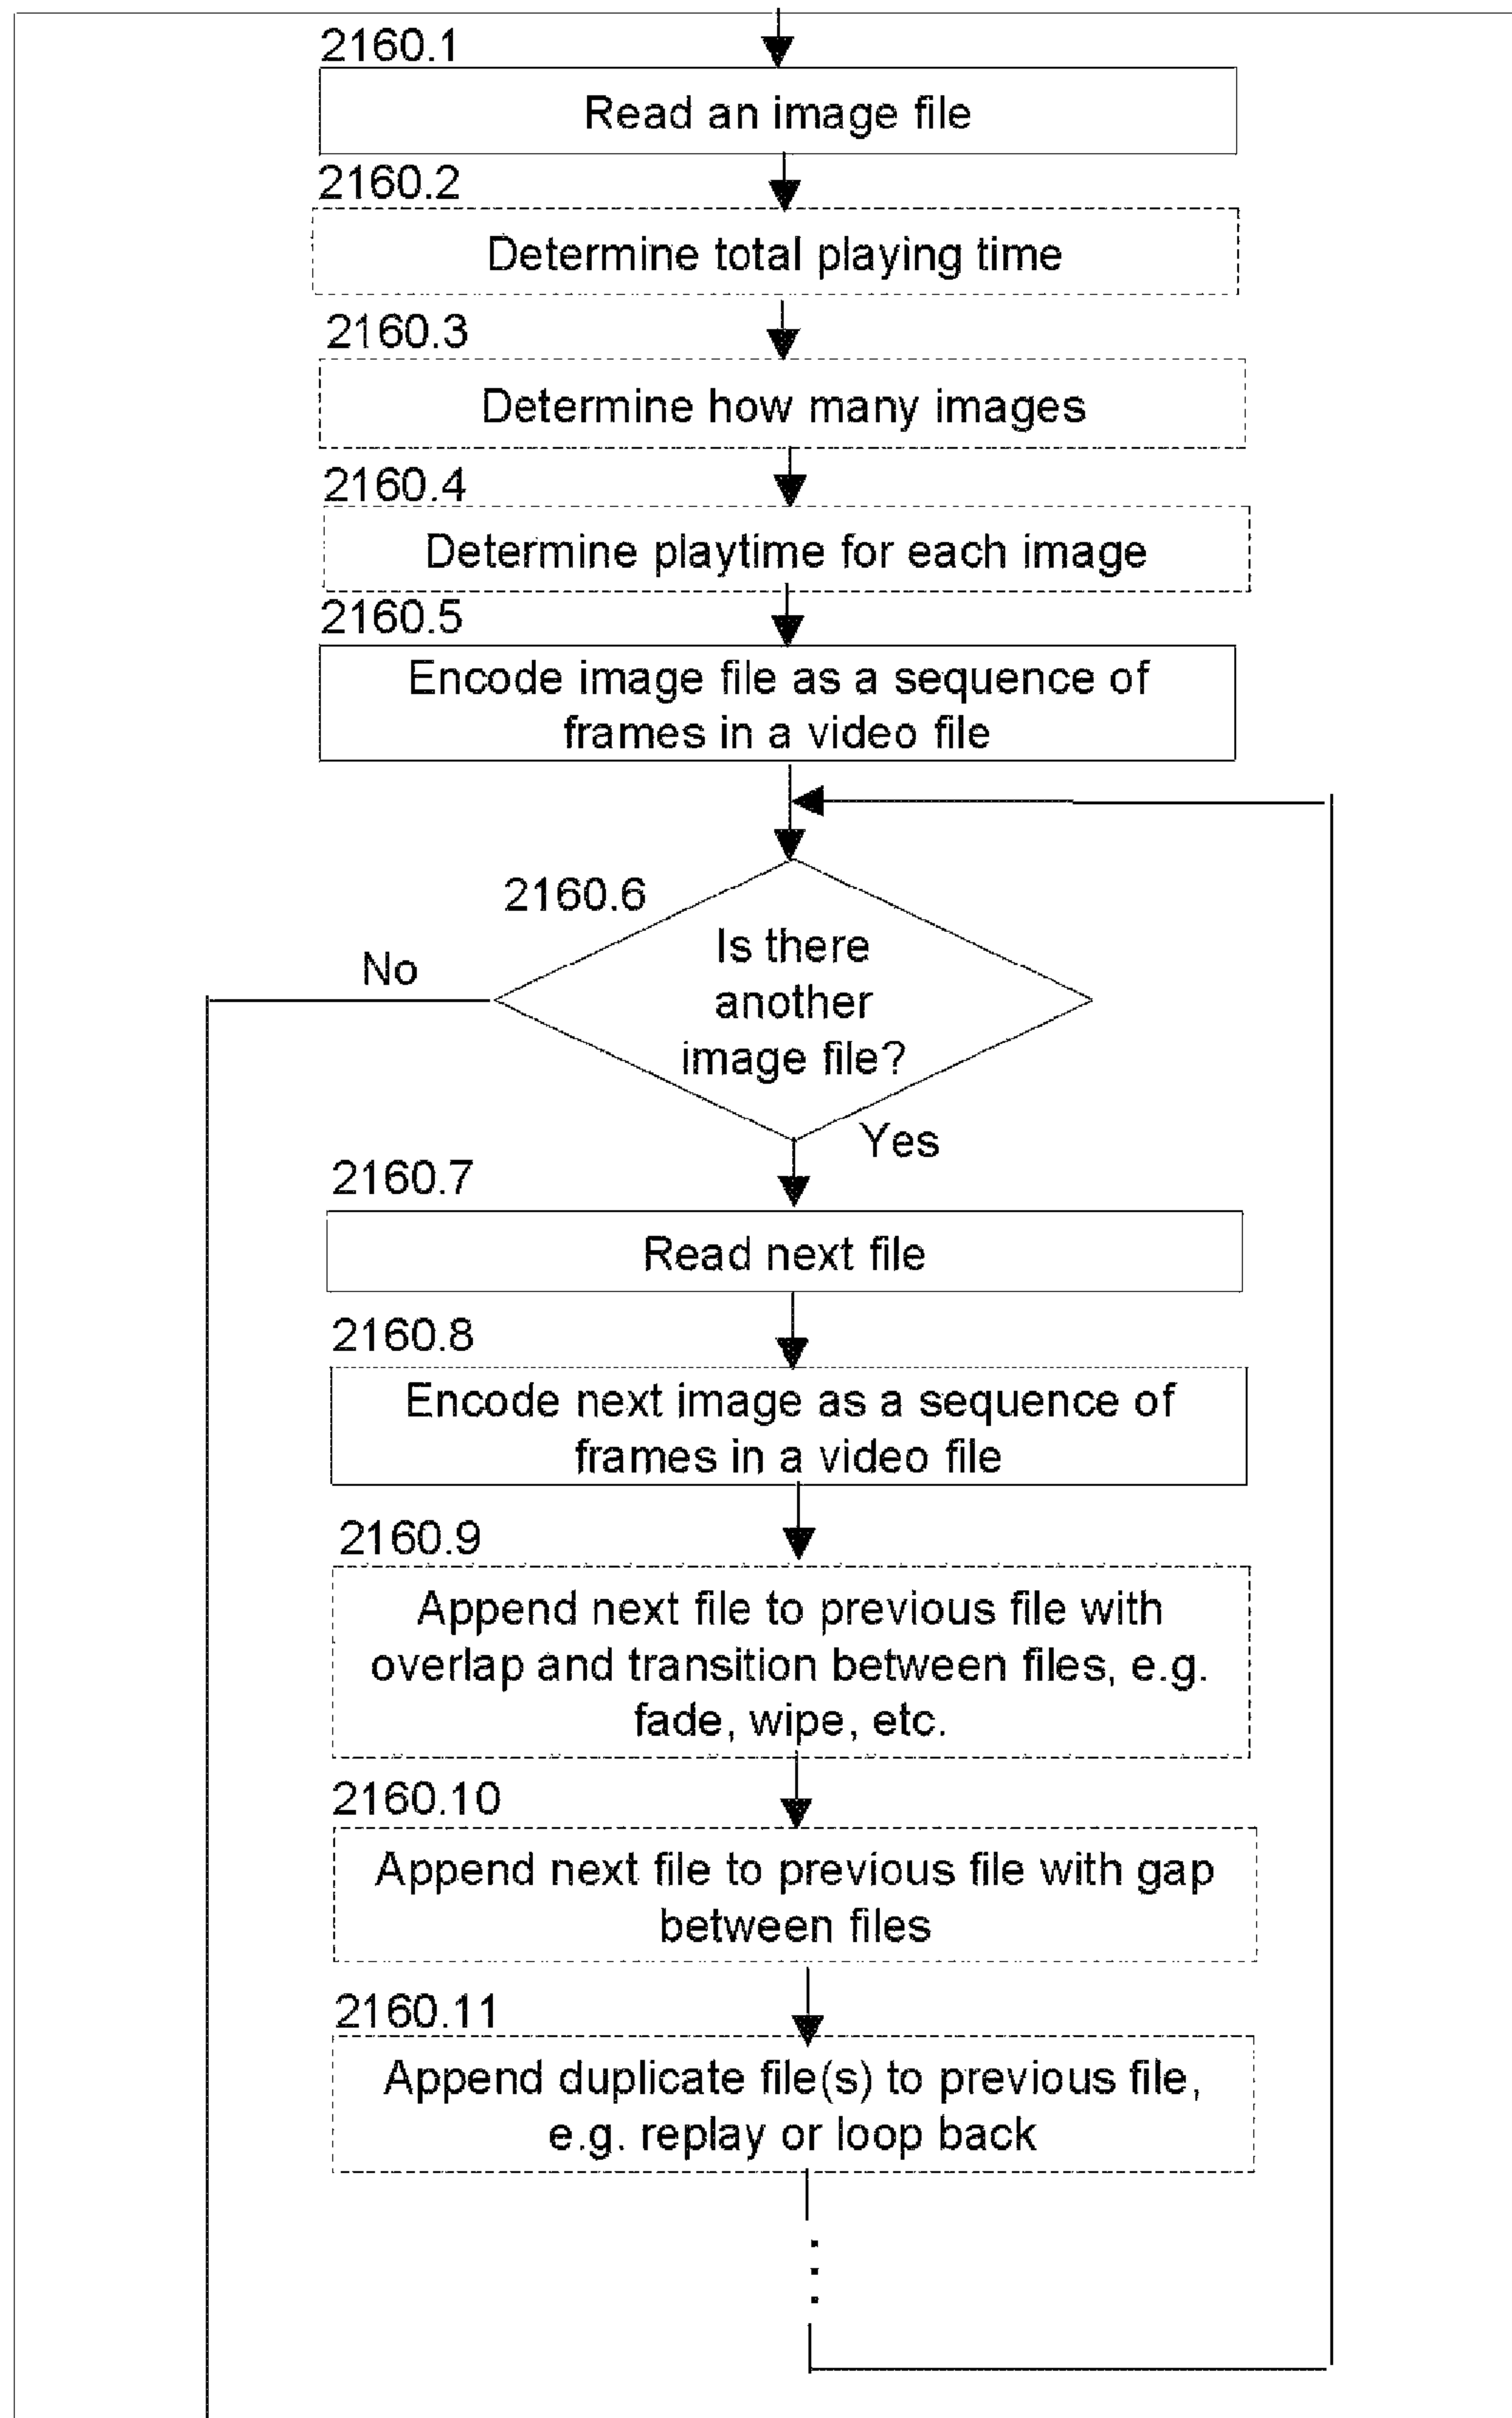 2160.1
Read an image file
2160.2
Determine total playing time
2160.3
Determine how many images
2160.4
Determine playtime for each image
2160.5
Encode image file as a sequence of
frames in a video file
2160.6
Is there
another
image file?
No
Yes
2160.7
Read next file
2160.8
Encode next image as a sequence of
frames in a video file
2160.9
Append next file to previous file with
overlap and transition between files, e.g.
fade, wipe, etc.
2160.10
Append next file to previous file with gap
between files
2160.11
Append duplicate file(s) to previous file,
e.g. replay or loop back